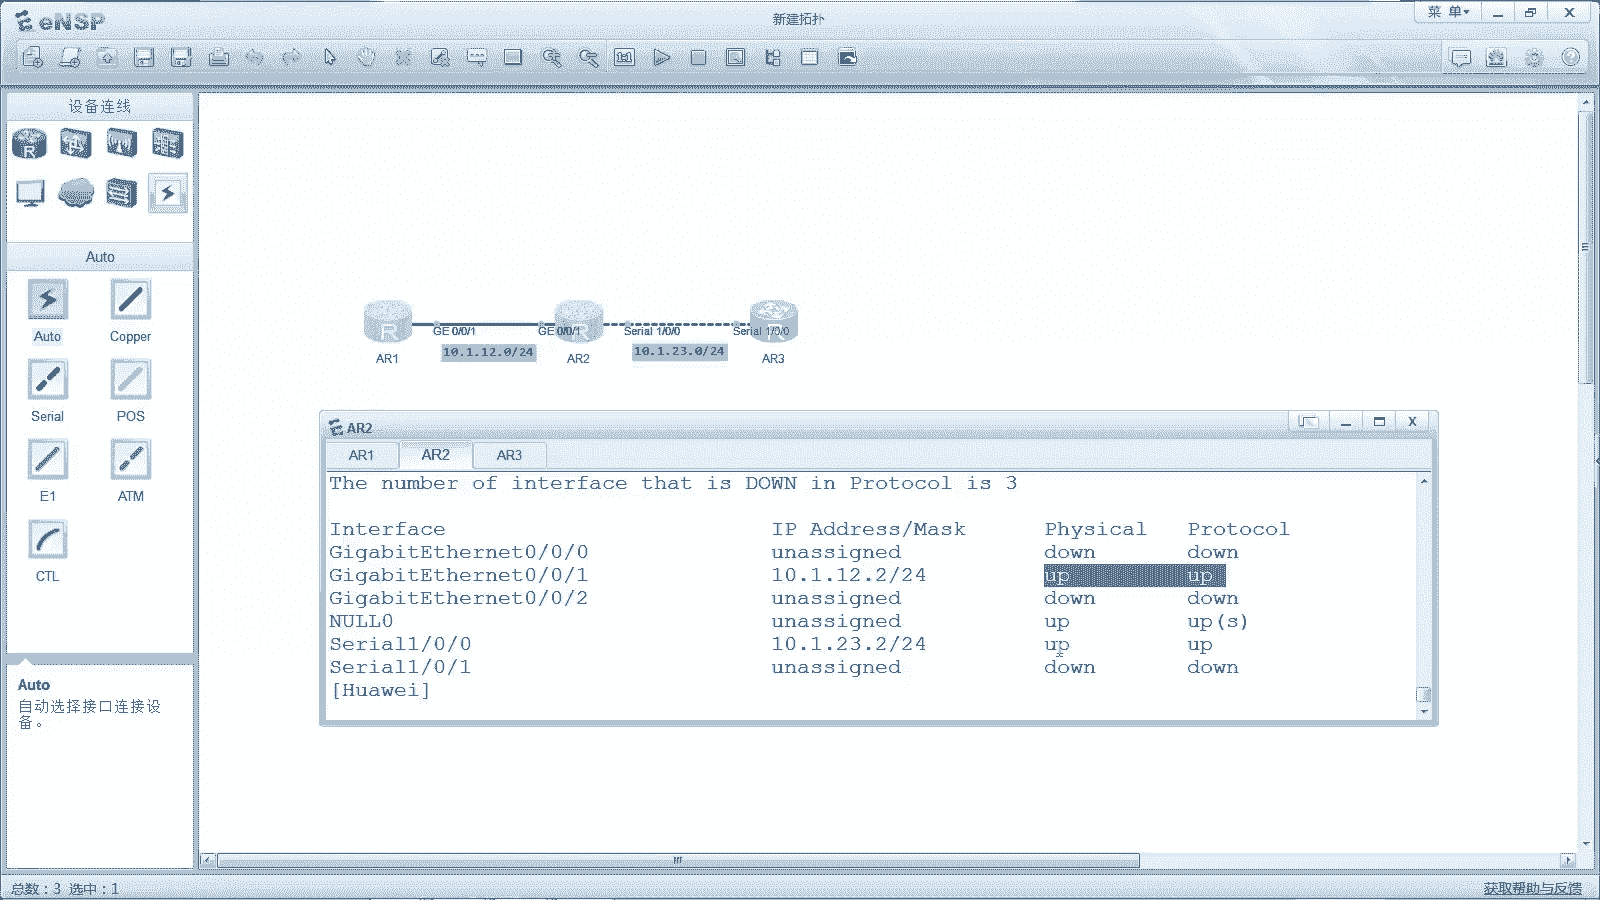 eNSP
新建拓扑
菜 单
设备连线
Auto
Auto
Copper
Serial
POS
E1
ATM
CTL
Auto
自动选择接口连接设
备。
GE 0/0/1
GE 0/0/1
Serial 1/0/0
Serial 1/0/0
10.1.12.0/24
10.1.23.0/24
R
R
R
AR1
AR2
AR3
AR2
AR1
AR2
AR3
The number of interface that is DOWN in Protocol is 3
Interface IP Address/Mask Physical Protocol
GigabitEthernet0/0/0 unassigned down down
GigabitEthernet0/0/1 10.1.12.2/24 up up
GigabitEthernet0/0/2 unassigned down down
NULL0 unassigned up up(s)
Serial1/0/0 10.1.23.2/24 up up
Serial1/0/1 unassigned down down
[Huawei]
总数：3 选中：1
获取帮助与反馈